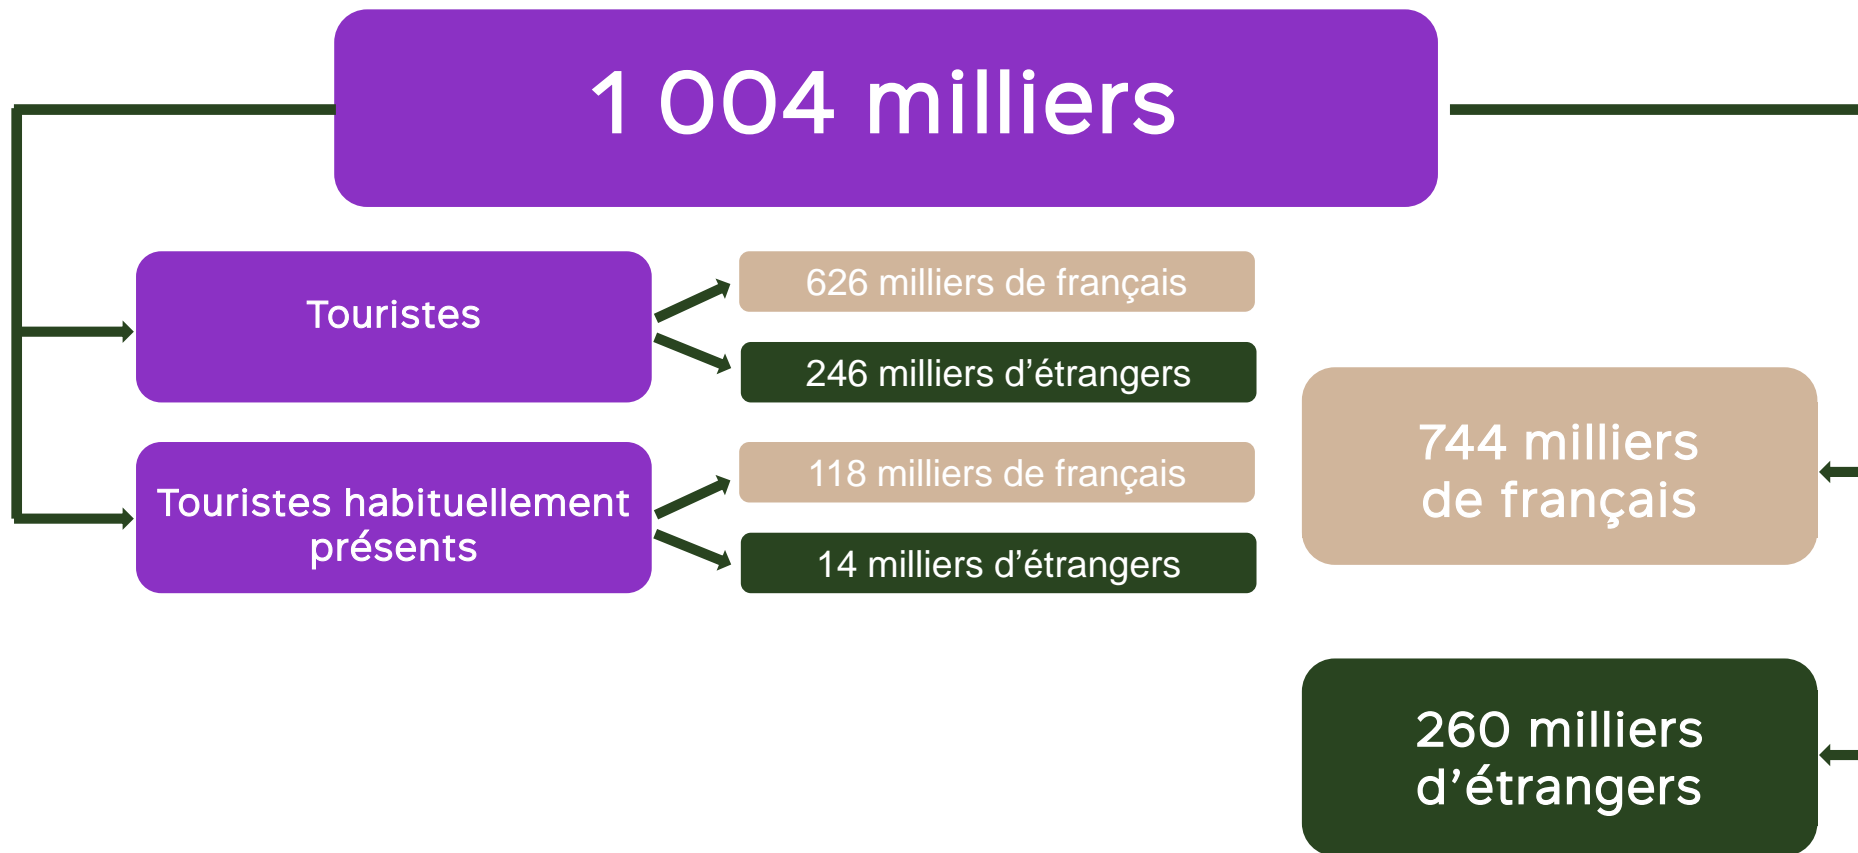 1 004 milliers
Touristes
626 milliers de français
246 milliers d’étrangers
Touristes habituellement
présents
118 milliers de français
14 milliers d’étrangers
744 milliers
de français
260 milliers
d’étrangers